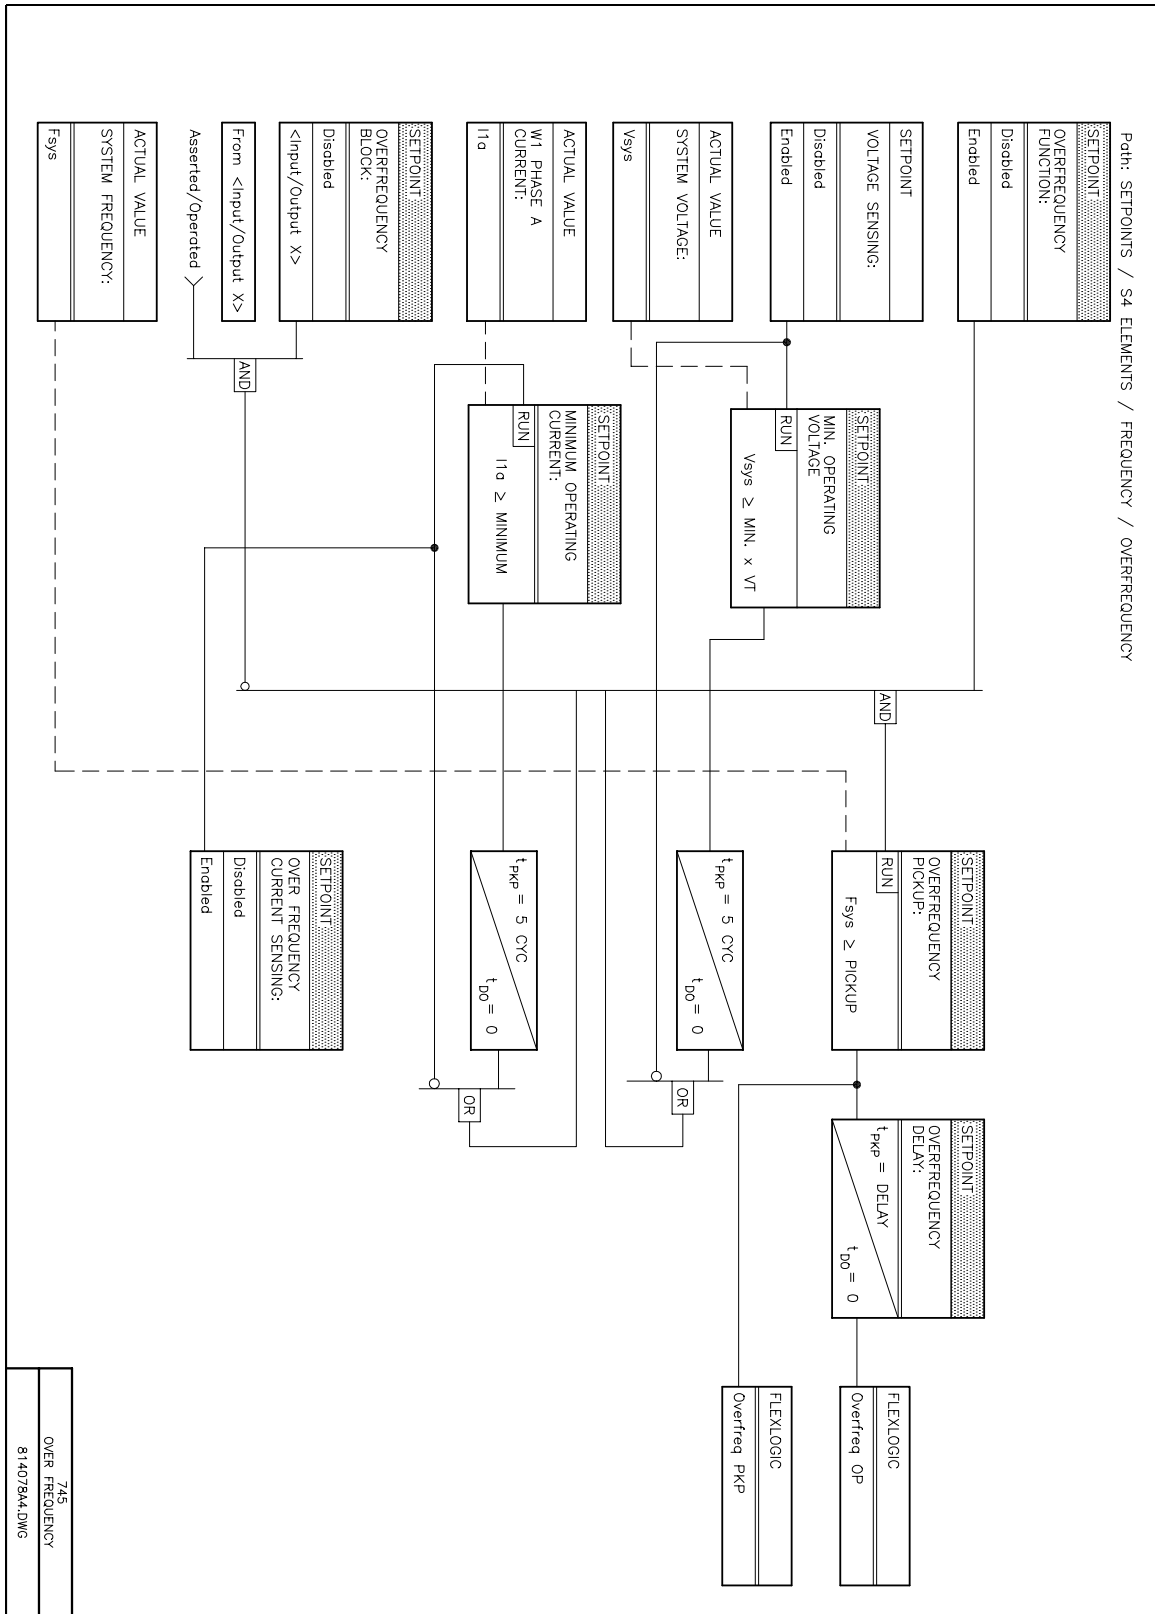 Path: SETPOINTS / S4 ELEMENTS / FREQUENCY / OVERFREQUENCY
SETPOINT
OVERFREQUENCY
FUNCTION:
Disabled
Enabled
SETPOINT
VOLTAGE SENSING:
Disabled
Enabled
ACTUAL VALUE
SYSTEM VOLTAGE:
Vsys
ACTUAL VALUE
W1 PHASE A
CURRENT:
I1a
SETPOINT
OVERFREQUENCY
BLOCK:
Disabled
<Input/Output X>
From <Input/Output X>
Asserted/Operated
ACTUAL VALUE
SYSTEM FREQUENCY:
Fsys
AND
SETPOINT
MIN. OPERATING
VOLTAGE
RUN
Vsys ≥ MIN. x VT
SETPOINT
MINIMUM OPERATING
CURRENT:
RUN
I1a ≥ MINIMUM
AND
SETPOINT
OVERFREQUENCY
PICKUP:
RUN
Fsys ≥ PICKUP
tPKP = 5 CYC
tDO = 0
OR
tPKP = 5 CYC
tDO = 0
OR
SETPOINT
OVER FREQUENCY
CURRENT SENSING:
Disabled
Enabled
SETPOINT
OVERFREQUENCY
DELAY:
tPKP = DELAY
tDO = 0
FLEXLOGIC
Overfreq OP
FLEXLOGIC
Overfreq PKP
745
OVER FREQUENCY
814078A4.DWG